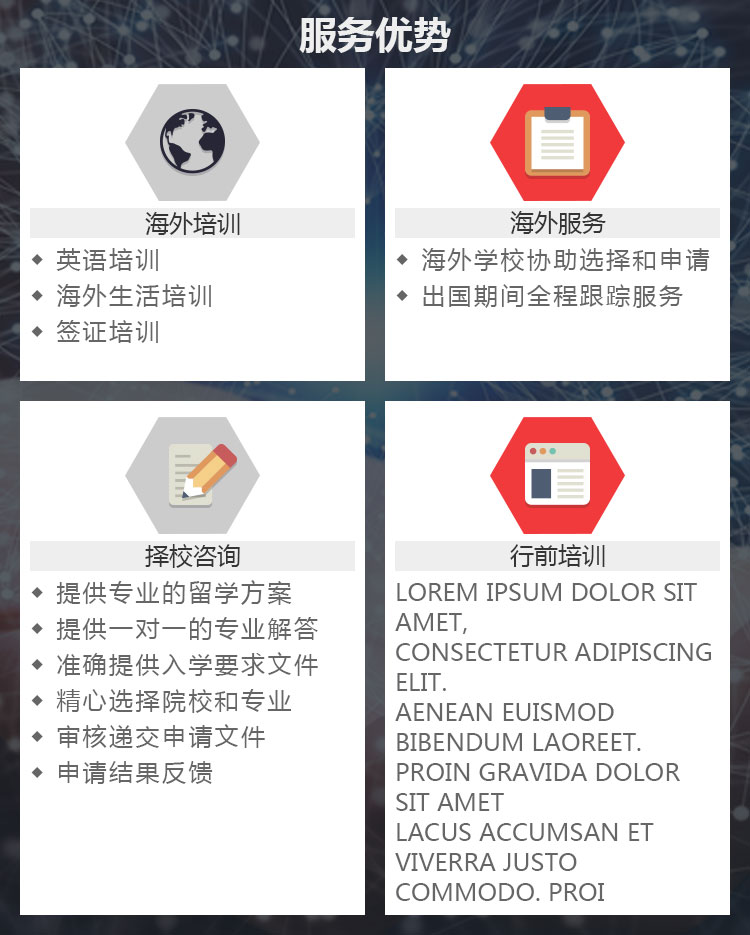 服务优势
海外培训
英语培训
海外生活培训
签证培训
海外服务
海外学校协助选择和申请
出国期间全程跟踪服务
择校咨询
提供专业的留学方案
提供一对一的专业解答
准确提供入学要求文件
精心选择院校和专业
审核递交申请文件
申请结果反馈
行前培训
LOREM IPSUM DOLOR SIT
AMET,
CONSECTETUR ADIPISCING
ELIT.
AENEAN EUISMOD
BIBENDUM LAOREET.
PROIN GRAVIDA DOLOR
SIT AMET
LACUS ACCUMSAN ET
VIVERRA JUSTO
COMMODO. PROI